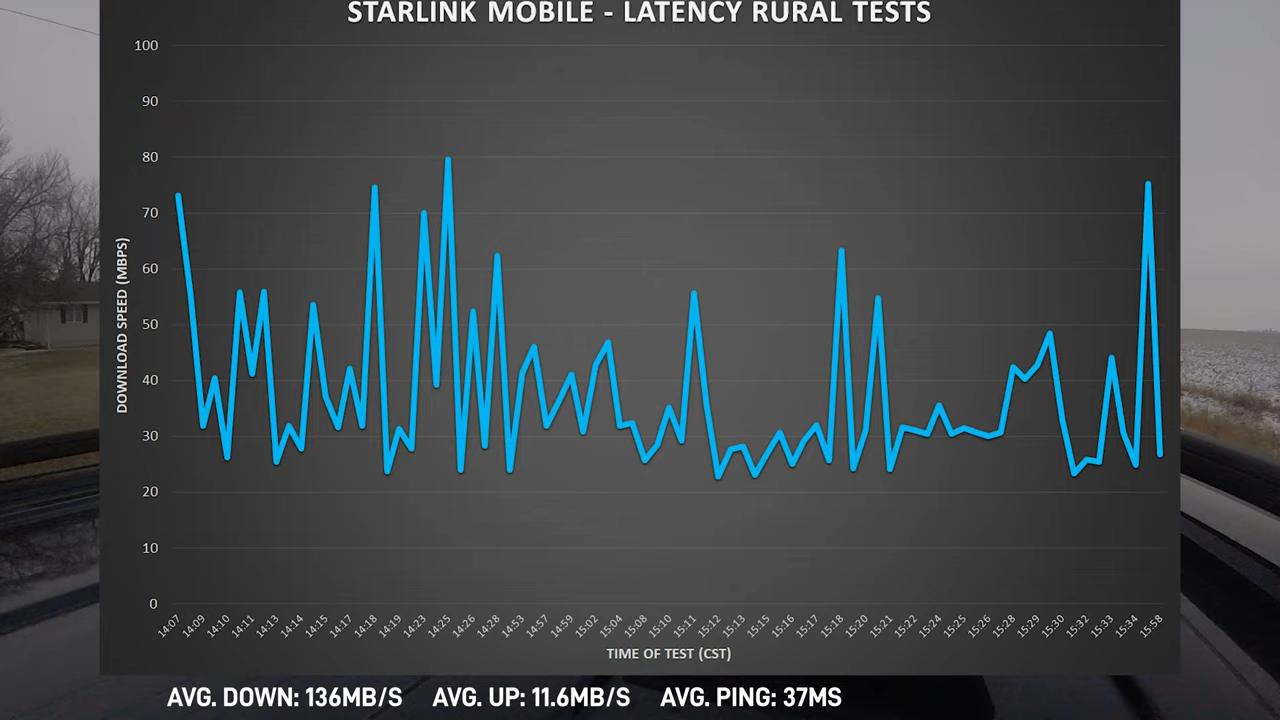 STARLINK MOBILE - LATENCY RURAL TESTS
100
90
80
70
60
50
40
30
20
10
0
DOWNLOAD SPEED (MBPS)
14:07 14:09 14:10 14:11 14:13 14:14 14:15 14:17 14:18 14:19 14:23 14:25 14:26 14:28 14:53 14:57 14:59 15:04 15:08 15:10 15:11 15:12 15:13 15:15 15:16 15:18 15:20 15:21 15:22 15:24 15:25 15:26 15:28 15:29 15:30 15:32 15:33 15:34 15:58
TIME OF TEST (CST)
AVG. DOWN: 136MB/S AVG. UP: 11.6MB/S AVG. PING: 37MS